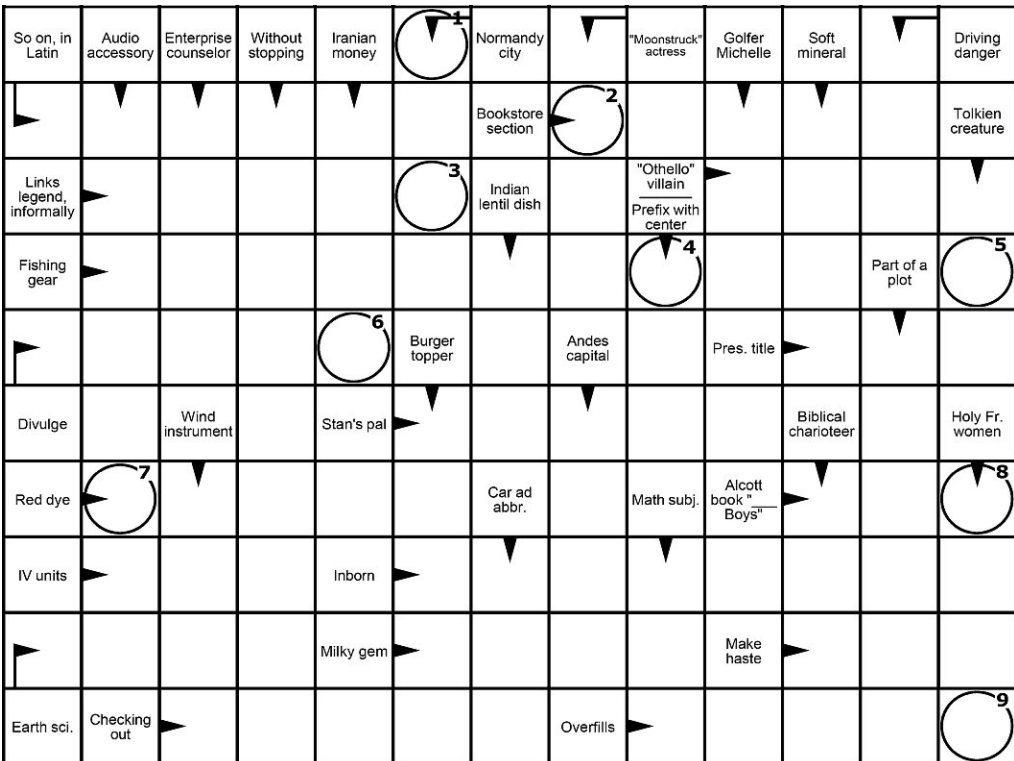 So on, in
Latin
Audio
accessory
Enterprise
counselor
Without
stopping
Iranian
money
1
Normandy
city
"Moonstruck"
actress
Golfer
Michelle
Soft
mineral
Driving
danger
Bookstore
section
2
Tolkien
creature
Links
legend,
informally
3
Indian
lentil dish
"Othello"
villain
Prefix with
center
Fishing
gear
4
Part of a
plot
5
6
Burger
topper
Andes
capital
Pres. title
Divulge
Wind
instrument
Stan's pal
Biblical
charioteer
Holy Fr.
women
Red dye
7
Car ad
abbr.
Math subj.
Alcott
book "___
Boys"
8
IV units
Inborn
Milky gem
Make
haste
Earth sci.
Checking
out
Overfills
9